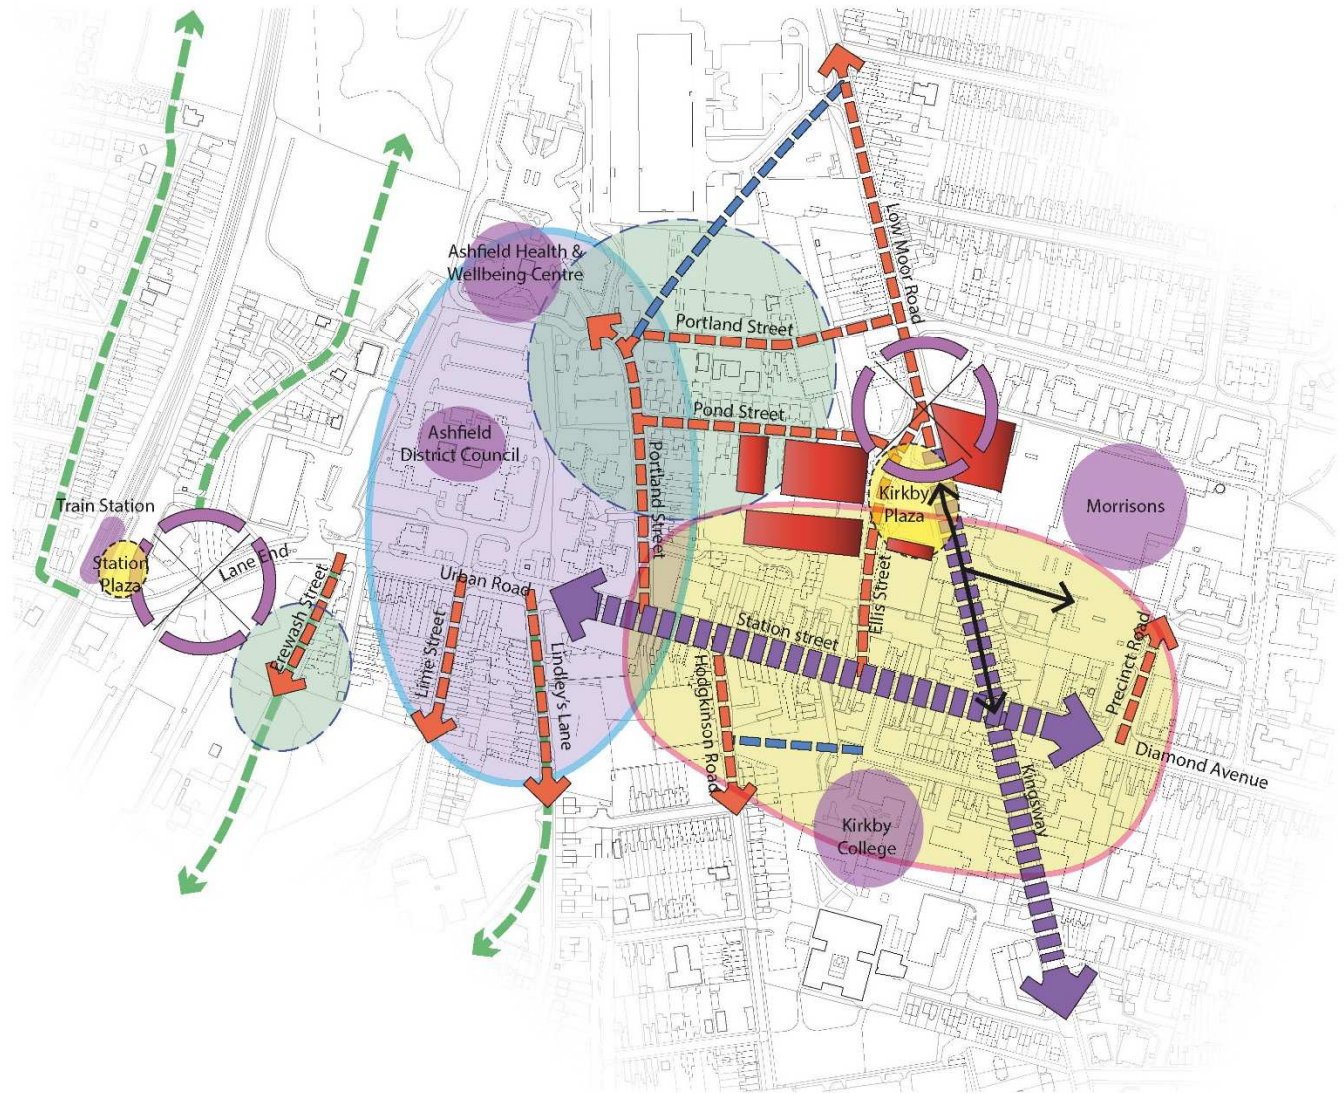 Low Moor Road
Ashfield Health &
Wellbeing Centre
Portland Street
Pond Street
Ashfield
District Council
Portland Street
Kirkby
Plaza
Morrisons
Train Station
Station
Plaza
Lane End
Erewash Street
Urban Road
Lime Street
Lindley's Lane
Station street
Ellis Street
Hodgkinson Road
Precinct Road
Diamond Avenue
Kingsway
Kirkby
College